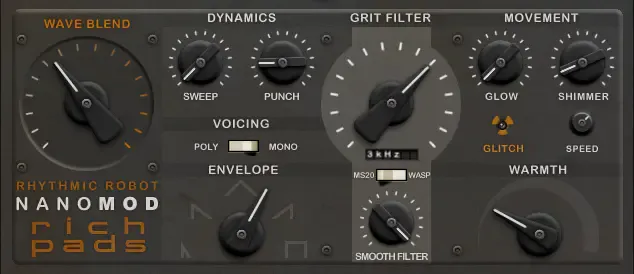 WAVE BLEND
DYNAMICS
GRIT FILTER
MOVEMENT
SWEEP
PUNCH
GLOW
SHIMMER
VOICING
POLY MONO
3kHz
GLITCH
SPEED
ENVELOPE
MS20 WASP
WARMTH
RHYTHMIC ROBOT
NANOMOD
rich
pads
SMOOTH FILTER